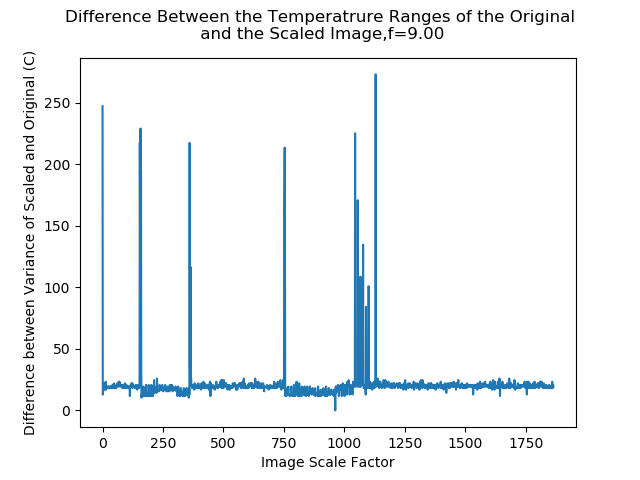 Difference Between the Temperatrure Ranges of the Original
and the Scaled Image,f=9.00
Difference between Variance of Scaled and Original (C)
250
200
150
100
50
0
0 250 500 750 1000 1250 1500 1750
Image Scale Factor